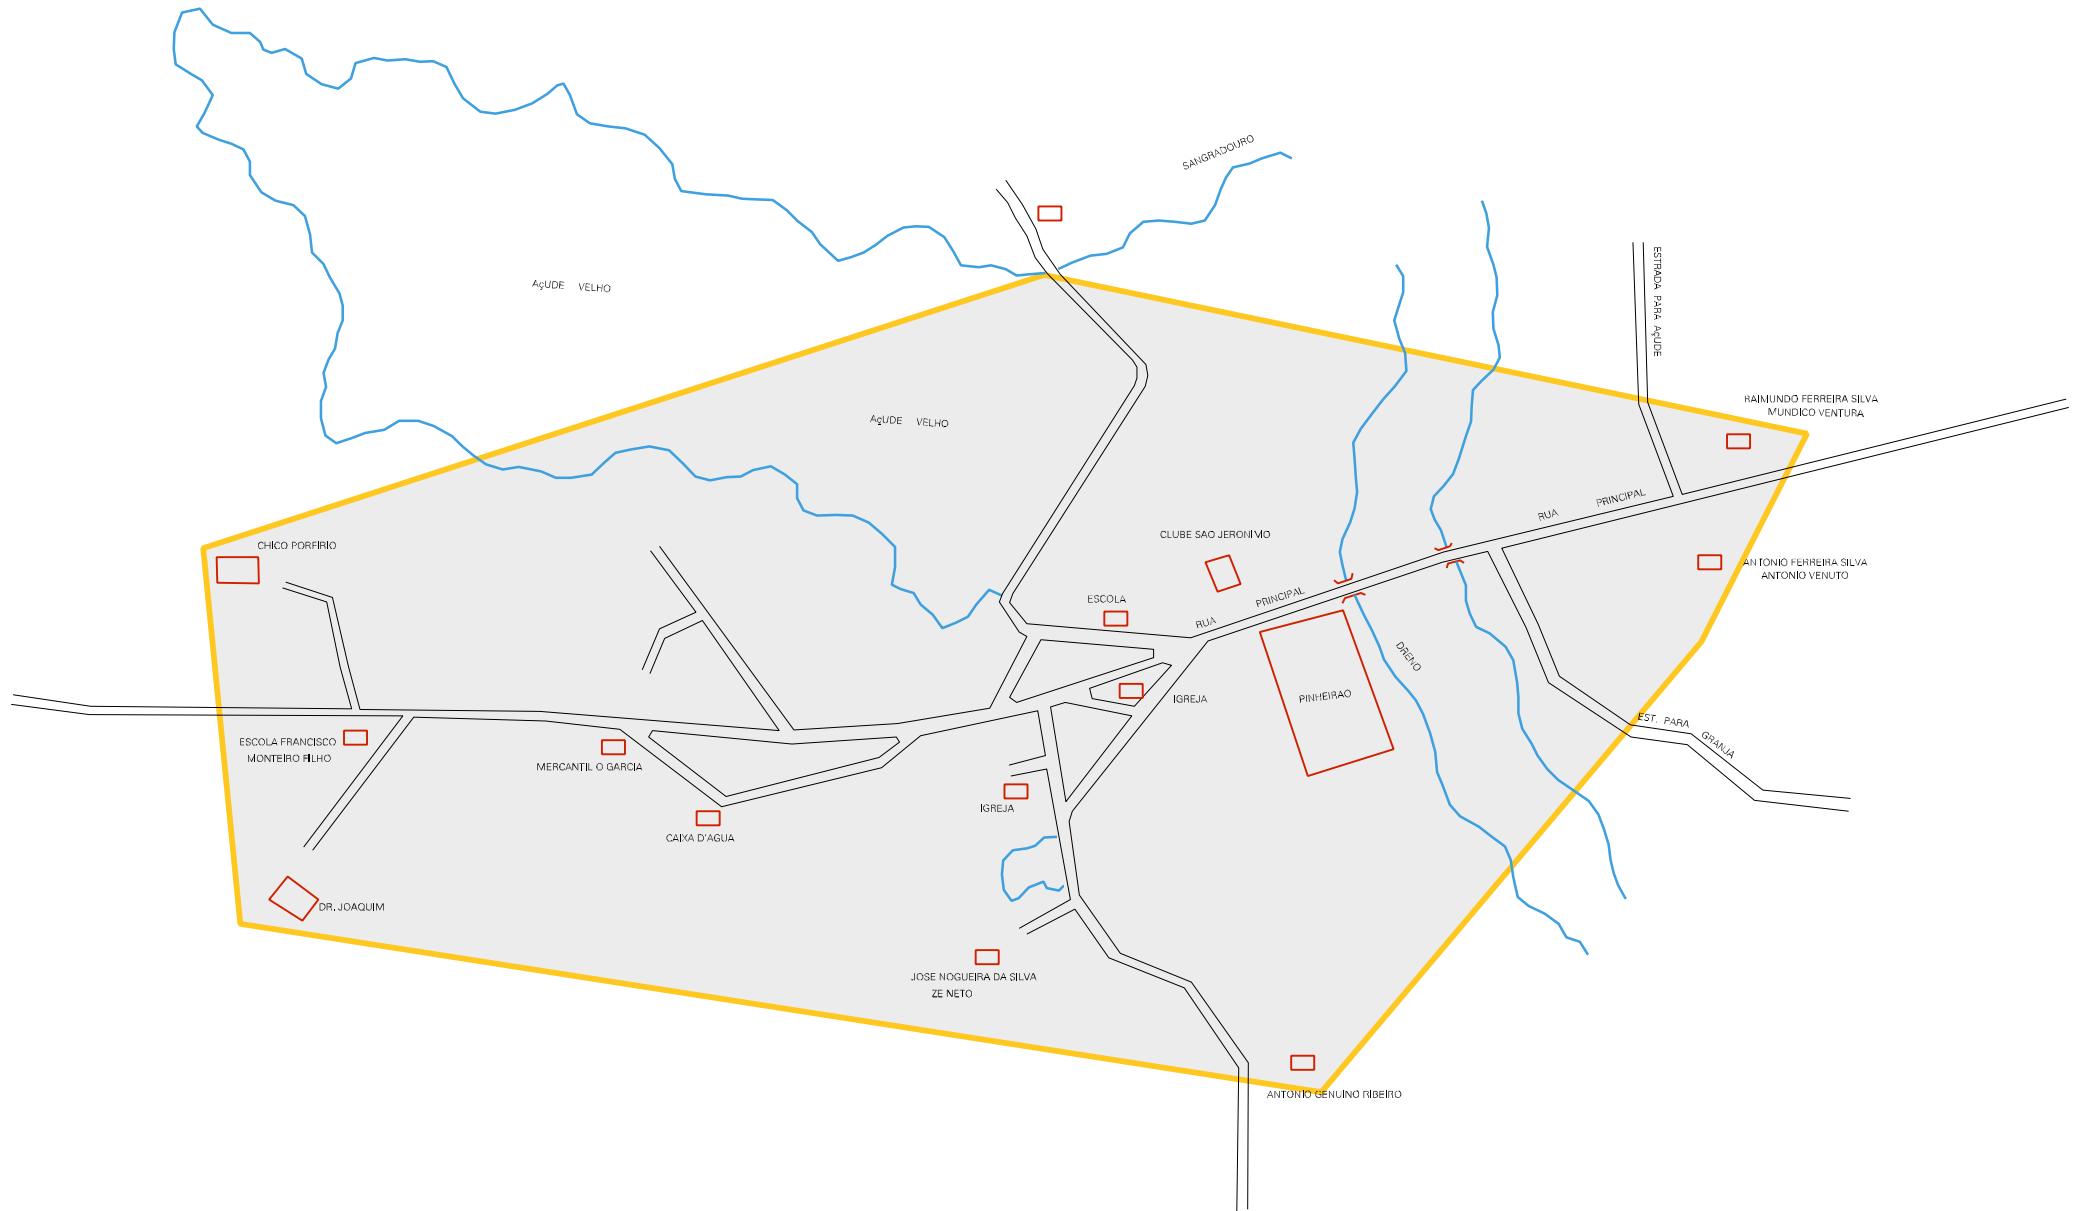 SANGRADOURO
AçUDE VELHO
ESTRADA PARA AçUDE
RAIMUNDO FERREIRA SILVA
MUNDICO VENTURA
AçUDE VELHO
RUA PRINCIPAL
CHICO PORFIRIO
CLUBE SAO JERONIMO
ANTONIO FERREIRA SILVA
ANTONIO VENUTO
ESCOLA
RUA PRINCIPAL
DRENO
PINHEIRAO
IGREJA
EST. PARA
GRANJA
ESCOLA FRANCISCO
MONTEIRO FILHO
MERCANTIL O GARCIA
IGREJA
CAIXA D'AGUA
DR. JOAQUIM
JOSE NOGUEIRA DA SILVA
ZE NETO
ANTONIO GENUINO RIBEIRO